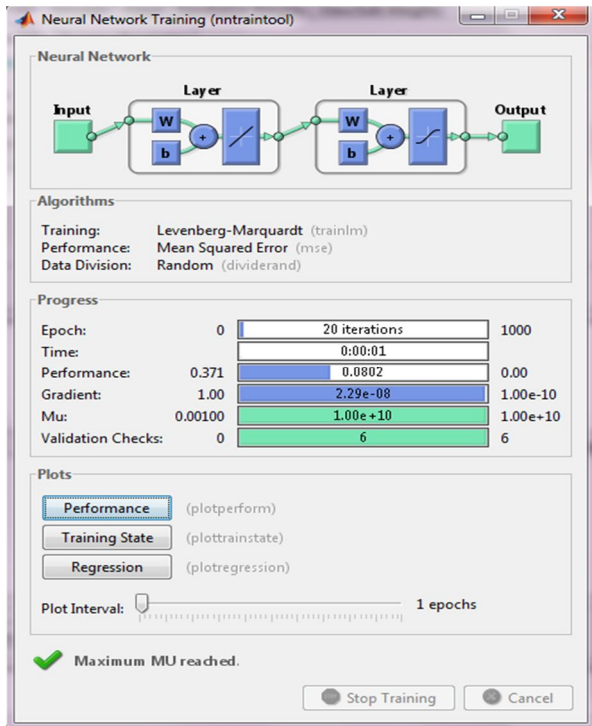 Neural Network Training (nntraintool)
Neural Network
Layer Layer
Input Output
W W
b b
+ +
Algorithms
Training: Levenberg-Marquardt (trainlm)
Performance: Mean Squared Error (mse)
Data Division: Random (dividerand)
Progress
Epoch: 0 20 iterations 1000
Time: 0:00:01
Performance: 0.371 0.0802 0.00
Gradient: 1.00 2.29e-08 1.00e-10
Mu: 0.00100 1.00e+10 1.00e+10
Validation Checks: 0 6 6
Plots
Performance (plotperform)
Training State (plottrainstate)
Regression (plotregression)
Plot Interval: 1 epochs
Maximum MU reached.
Stop Training Cancel